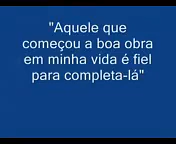 "Aquele que
começou a boa obra
em minha vida é fiel
para completa-lá"